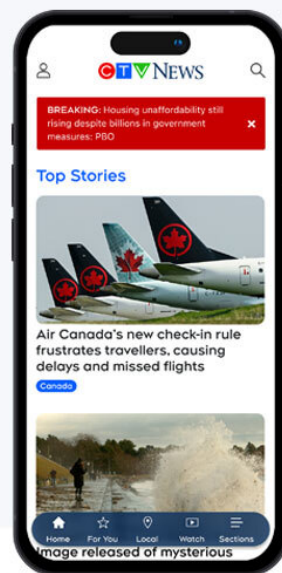 CTV NEWS
BREAKING: Housing unaffordability still
rising despite billions in government
measures: PBO
Top Stories
Air Canada's new check-in rule
frustrates travellers, causing
delays and missed flights
Canada
Home For You Local Watch Sections
Image released of mysterious